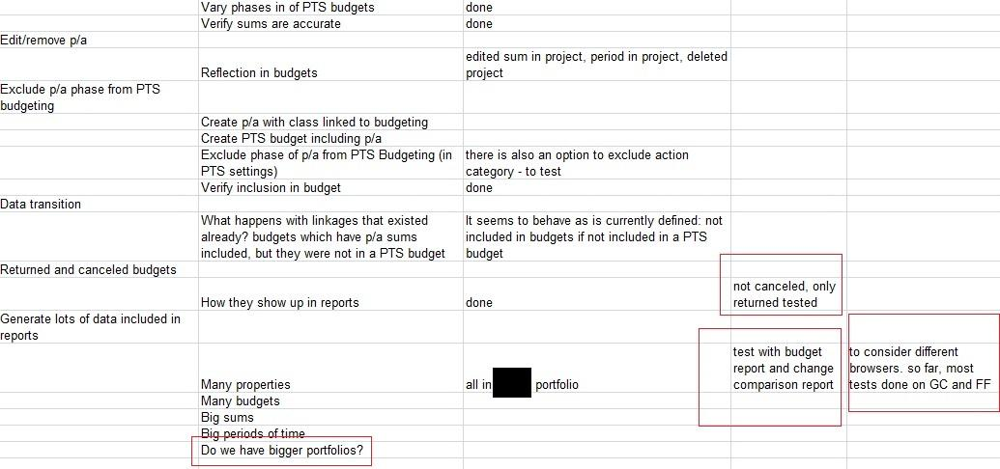 Vary phases in of PTS budgets done
Verify sums are accurate done
Edit/remove p/a
edited sum in project, period in project, deleted
Reflection in budgets project
Exclude p/a phase from PTS
budgeting
Create p/a with class linked to budgeting
Create PTS budget including p/a
Exclude phase of p/a from PTS Budgeting (in there is also an option to exclude action
PTS settings) category - to test
Verify inclusion in budget done
Data transition
What happens with linkages that existed It seems to behave as is currently defined: not
already? budgets which have p/a sums included in budgets if not included in a PTS
included, but they were not in a PTS budget budget
Returned and canceled budgets
not canceled, only
How they show up in reports done returned tested
Generate lots of data included in
reports
test with budget to consider different
report and change browsers. so far, most
Many properties all in portfolio comparison report tests done on GC and FF
Many budgets
Big sums
Big periods of time
Do we have bigger portfolios?